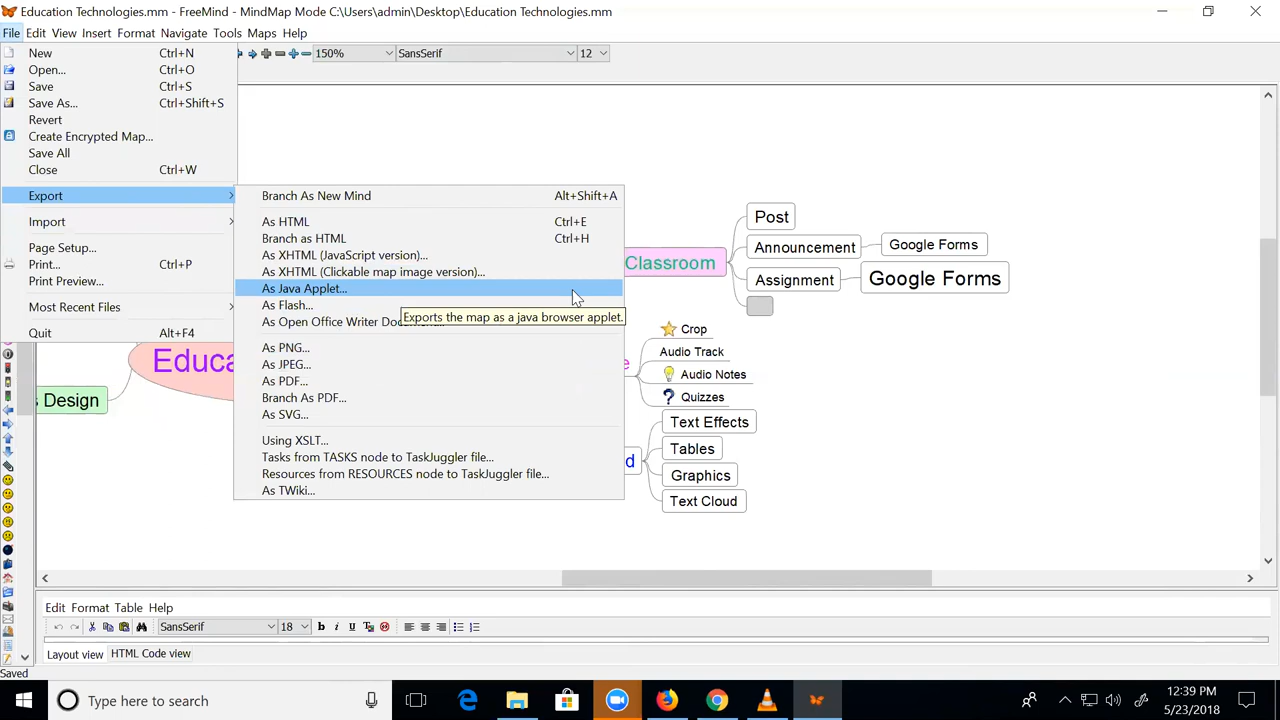 Education Technologies.mm - FreeMind - MindMap Mode C:\Users\admin\Desktop\Education Technologies.mm
File Edit View Insert Format Navigate Tools Maps Help
150% SansSerif 12
New Ctrl+N
Open... Ctrl+O
Save Ctrl+S
Save As... Ctrl+Shift+S
Revert
Create Encrypted Map...
Save All
Close Ctrl+W
Export
Import
Page Setup...
Print... Ctrl+P
Print Preview...
Most Recent Files
Quit Alt+F4
Branch As New Mind Alt+Shift+A
As HTML Ctrl+E
Branch as HTML Ctrl+H
As XHTML (JavaScript version)...
As XHTML (Clickable map image version)...
As Java Applet...
As Flash...
As Open Office Writer
Exports the map as a java browser applet.
As PNG...
As JPEG...
As PDF...
Branch As PDF...
As SVG...
Using XSLT...
Tasks from TASKS node to TaskJuggler file...
Resources from RESOURCES node to TaskJuggler file...
As TWiki...
Classroom
Post
Announcement
Google Forms
Assignment
Google Forms
Educa
s Design
e
Crop
Audio Track
Audio Notes
Quizzes
d
Text Effects
Tables
Graphics
Text Cloud
Edit Format Table Help
SansSerif 18 b i u
Layout view HTML Code view
Saved
Type here to search
12:39 PM
5/23/2018